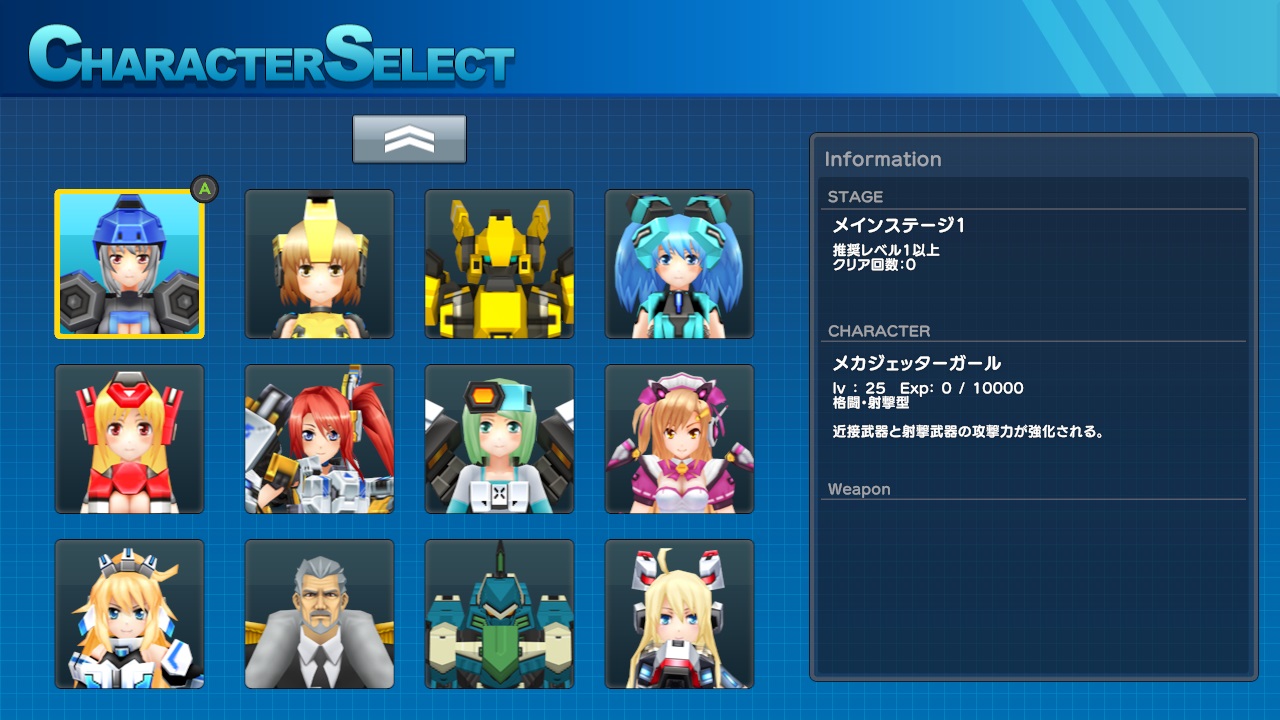 CHARACTERSELECT
A
Information
STAGE
メインステージ1
推奨レベル1以上
クリア回数:0
CHARACTER
メカジェッターガール
lv : 25 Exp: 0 / 10000
格闘・射撃型
近接武器と射撃武器の攻撃力が強化される。
Weapon